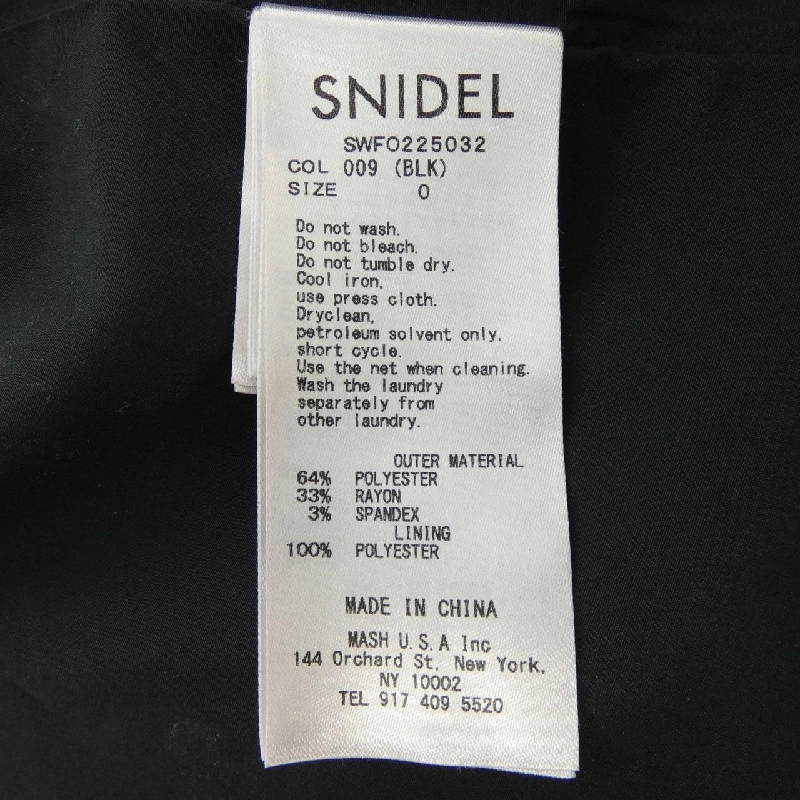 SNIDEL
SWFO225032
COL 009 (BLK)
SIZE 0
Do not wash.
Do not bleach.
Do not tumble dry.
Cool iron,
use press cloth.
Dryclean,
petroleum solvent only.
short cycle.
Use the net when cleaning.
Wash the laundry
separately from
other laundry.
OUTER MATERIAL
64% POLYESTER
33% RAYON
3% SPANDEX
LINING
100% POLYESTER
MADE IN CHINA
MASH U.S.A Inc
144 Orchard St. New York,
NY 10002
TEL 917 409 5520